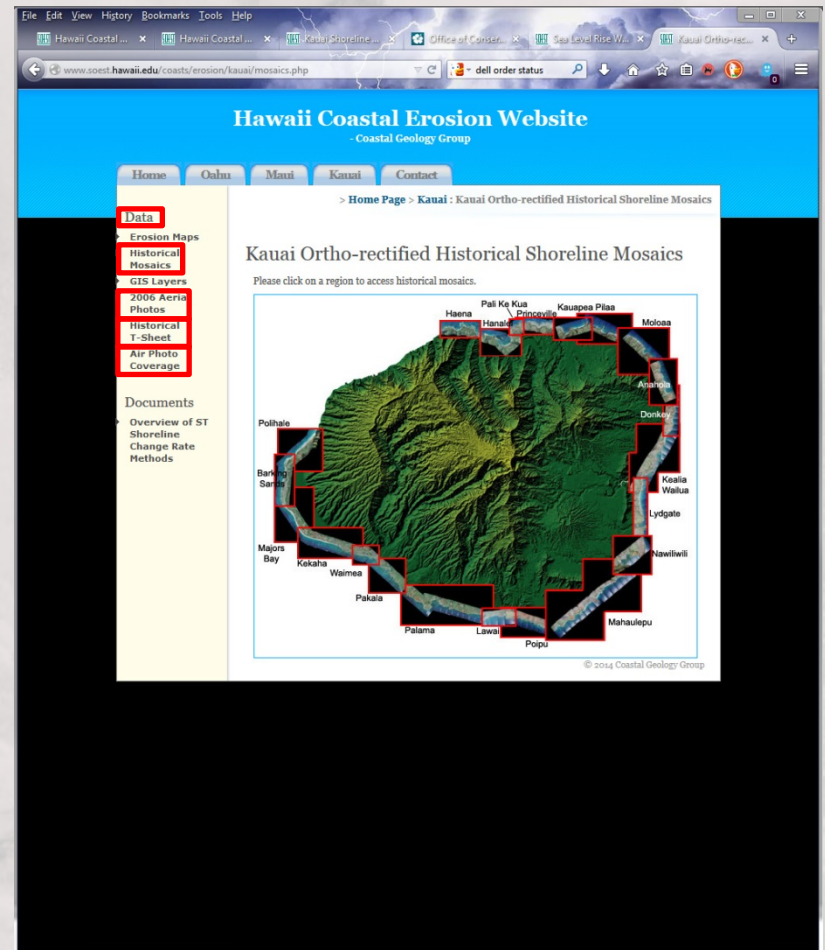 File Edit View History Bookmarks Tools Help
Hawaii Coastal ... × Hawaii Coastal ... × Kauai Shoreline ... × Office of Conser... × Sea Level Rise W... × Kauai Ortho-rec... × +
www.soest.hawaii.edu/coasts/erosion/kauai/mosaics.php dell order status 0
Hawaii Coastal Erosion Website
- Coastal Geology Group
Home Oahu Maui Kauai Contact
> Home Page > Kauai : Kauai Ortho-rectified Historical Shoreline Mosaics
Data
Erosion Maps
Historical
Mosaics
GIS Layers
2006 Aeria
Photos
Historical
T-Sheet
Air Photo
Coverage
Documents
Overview of ST
Shoreline
Change Rate
Methods
Kauai Ortho-rectified Historical Shoreline Mosaics
Please click on a region to access historical mosaics.
Pali Ke Kua
Haena
Hanalei
Princeville
Kauapea Pilaa
Moloaa
Anahola
Donkey
Polihale
Barking
Sands
Kealia
Wailua
Lydgate
Majors
Bay
Kekaha
Waimea
Nawiliwili
Pakala
Palama
Lawai
Poipu
Mahaulepu
© 2014 Coastal Geology Group